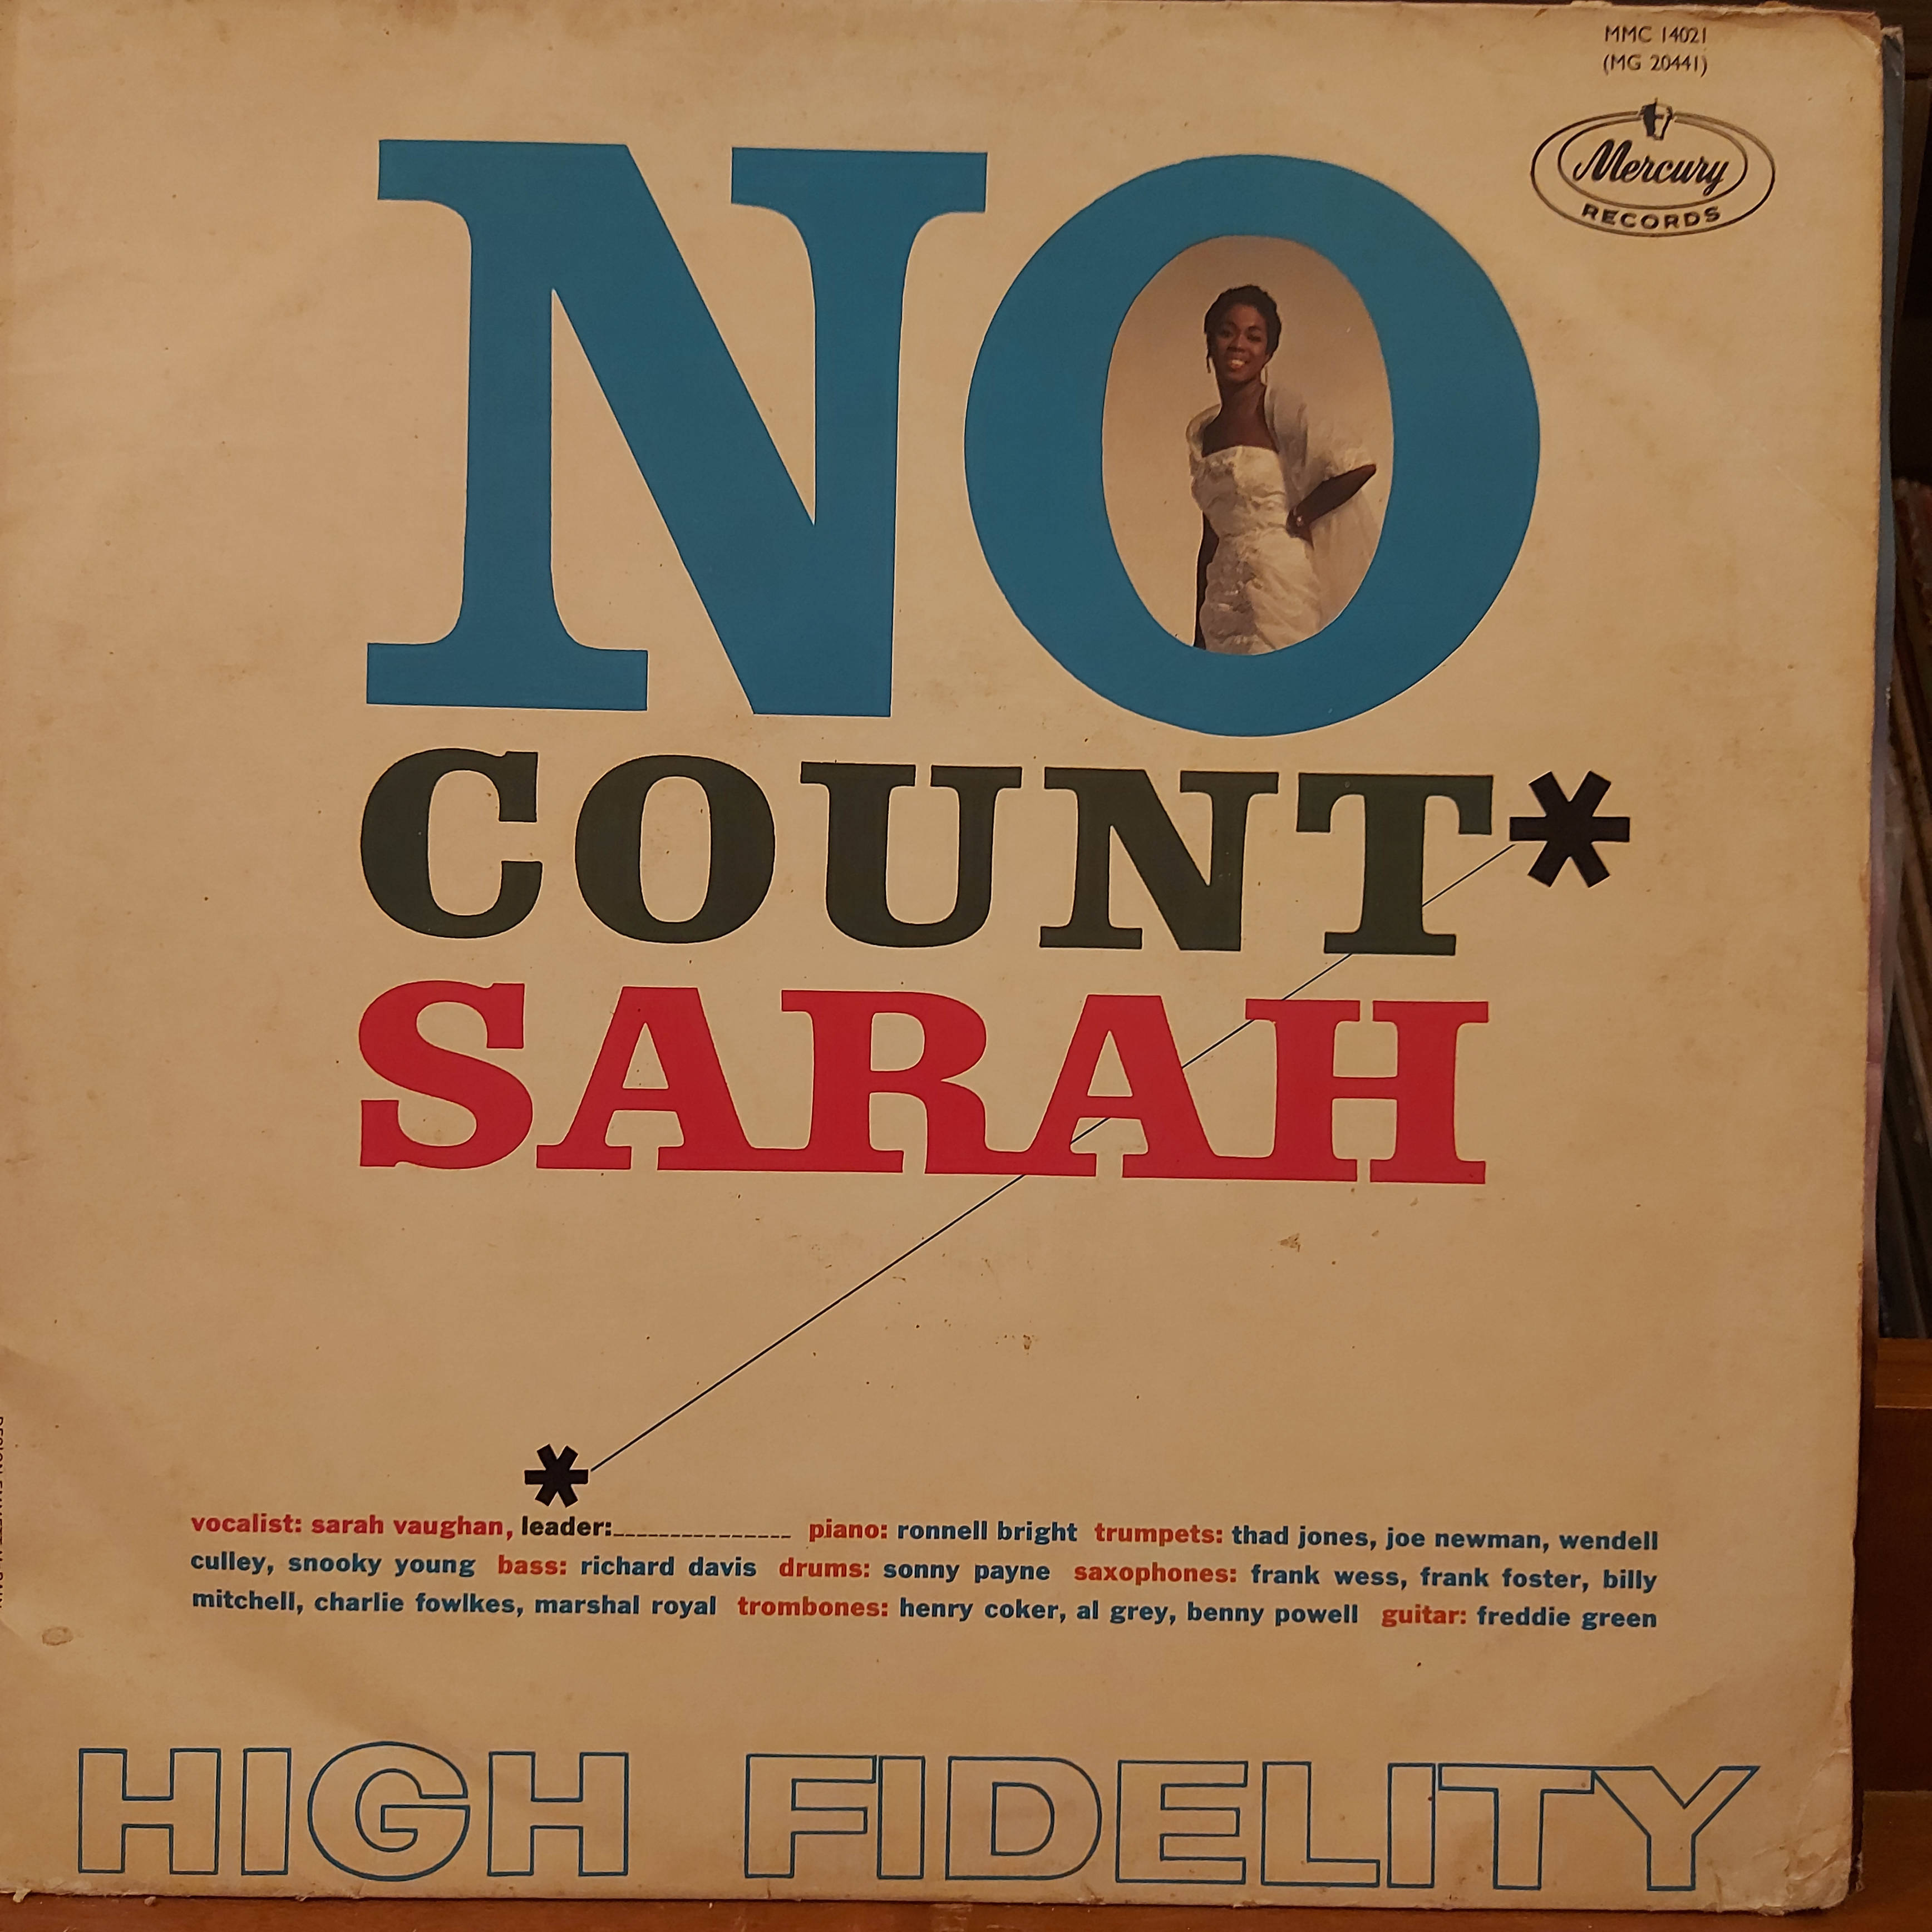 MMC 14021
(MG 20441)
Mercury
RECORDS
NO
COUNT*
SARAH
*
vocalist: sarah vaughan, leader:_______________ piano: ronnell bright trumpets: thad jones, joe newman, wendell
culley, snooky young bass: richard davis drums: sonny payne saxophones: frank wess, frank foster, billy
mitchell, charlie fowlkes, marshal royal trombones: henry coker, al grey, benny powell guitar: freddie green
HIGH FIDELITY